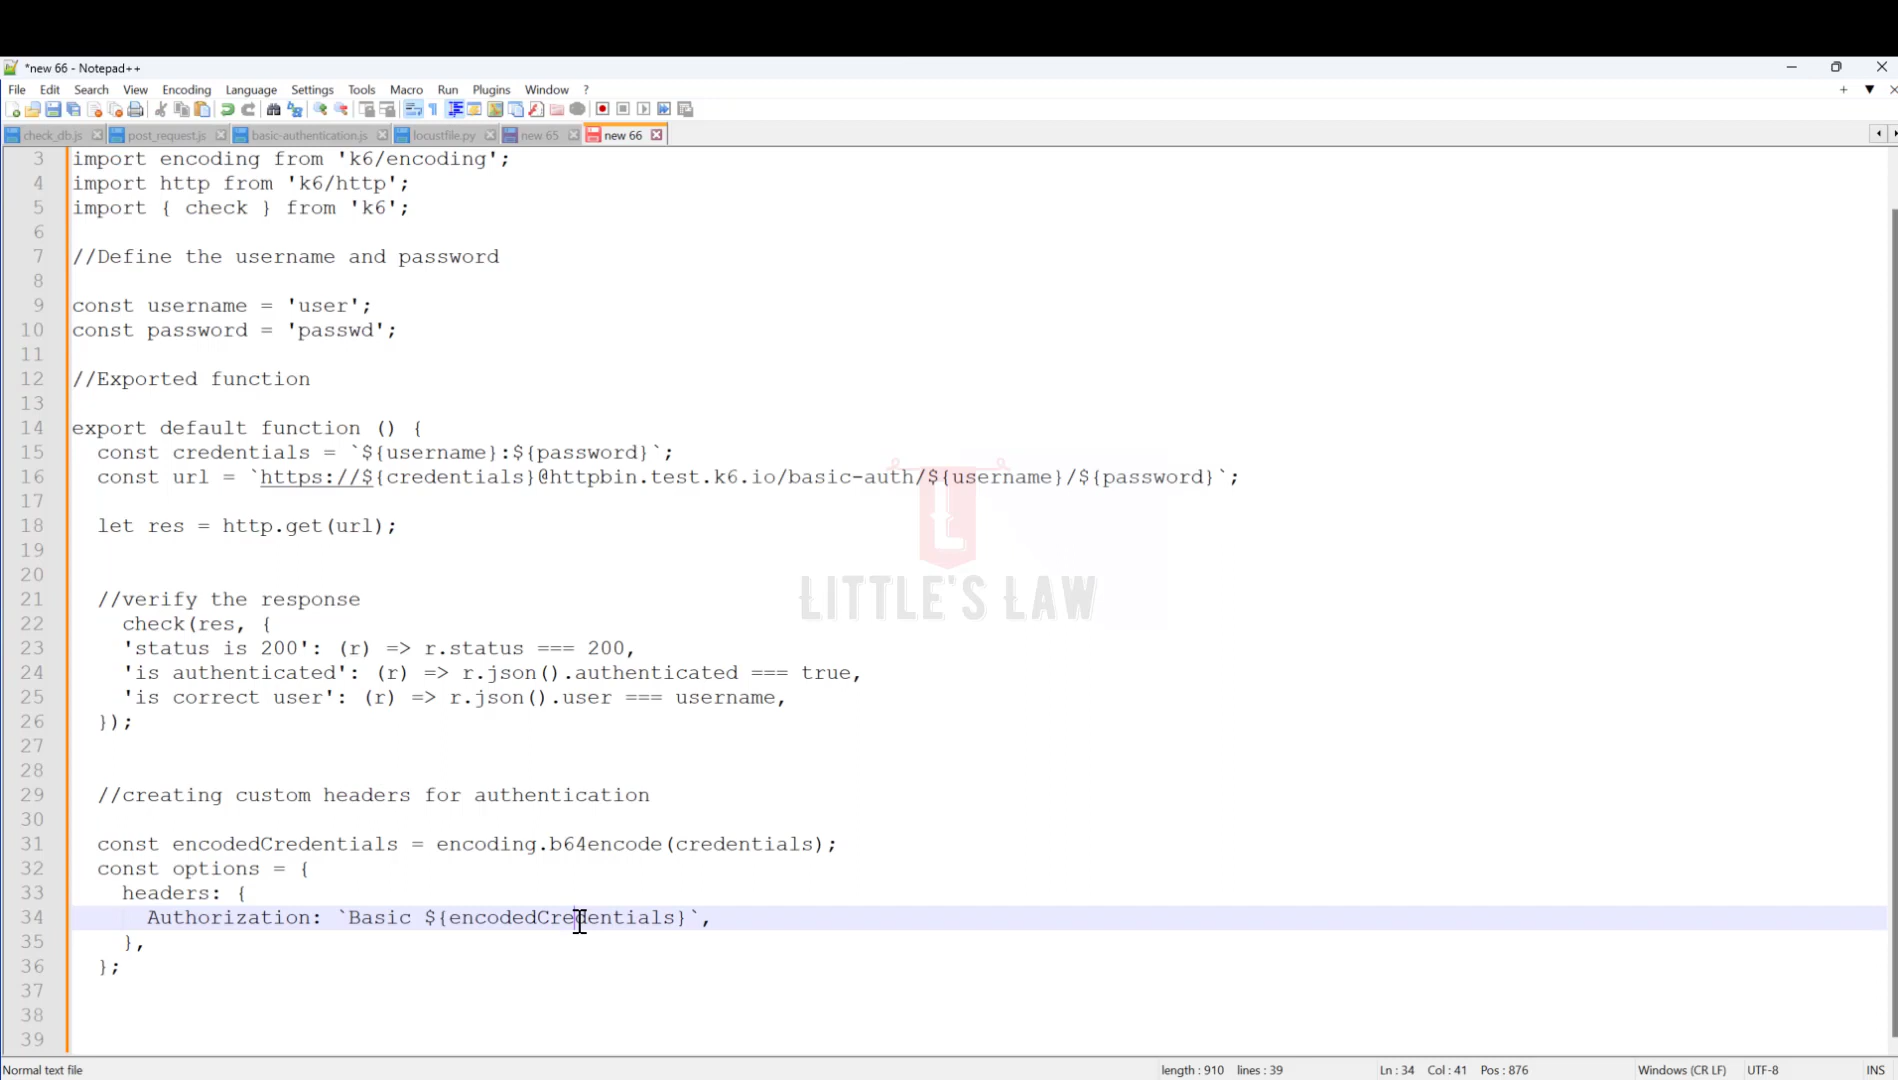 *new 66 - Notepad++
File Edit Search View Encoding Language Settings Tools Macro Run Plugins Window ?
check_db.js post_request.js basic-authentication.js locustfile.py new 65 new 66
3 import encoding from 'k6/encoding';
4 import http from 'k6/http';
5 import { check } from 'k6';
6
7 //Define the username and password
8
9 const username = 'user';
10 const password = 'passwd';
11
12 //Exported function
13
14 export default function () {
15 const credentials = `${username}:${password}`;
16 const url = `https://${credentials}@httpbin.test.k6.io/basic-auth/${username}/${password}`;
17
18 let res = http.get(url);
19
20
21 //verify the response
22 check(res, {
23 'status is 200': (r) => r.status === 200,
24 'is authenticated': (r) => r.json().authenticated === true,
25 'is correct user': (r) => r.json().user === username,
26 });
27
28
29 //creating custom headers for authentication
30
31 const encodedCredentials = encoding.b64encode(credentials);
32 const options = {
33 headers: {
34 Authorization: `Basic ${encodedCredentials}`,
35 },
36 };
37
38
39
L
LITTLE'S LAW
Normal text file length : 910 lines : 39 Ln : 34 Col : 41 Pos : 876 Windows (CR LF) UTF-8 INS